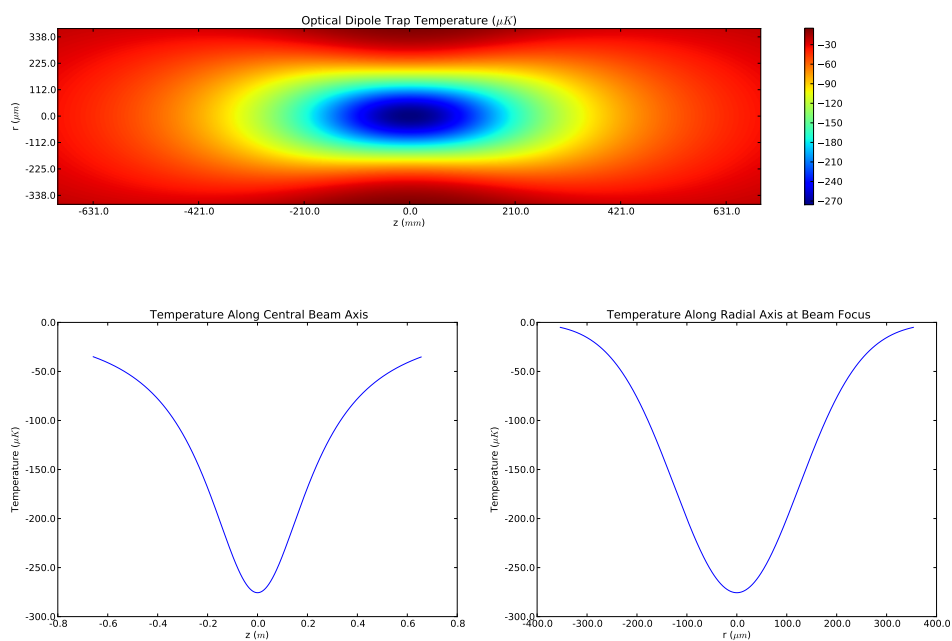 Optical Dipole Trap Temperature (μK)
338.0
225.0
112.0
0.0
-112.0
-225.0
-338.0
r (μm)
-631.0 -421.0 -210.0 0.0 210.0 421.0 631.0
z (mm)
−30
−60
−90
−120
−150
−180
−210
−240
−270
Temperature Along Central Beam Axis
0.0
-50.0
-100.0
-150.0
-200.0
-250.0
-300.0
Temperature (μK)
-0.8 -0.6 -0.4 -0.2 0.0 0.2 0.4 0.6 0.8
z (m)
Temperature Along Radial Axis at Beam Focus
0.0
-50.0
-100.0
-150.0
-200.0
-250.0
-300.0
Temperature (μK)
-400.0 -300.0 -200.0 -100.0 0.0 100.0 200.0 300.0 400.0
r (μm)